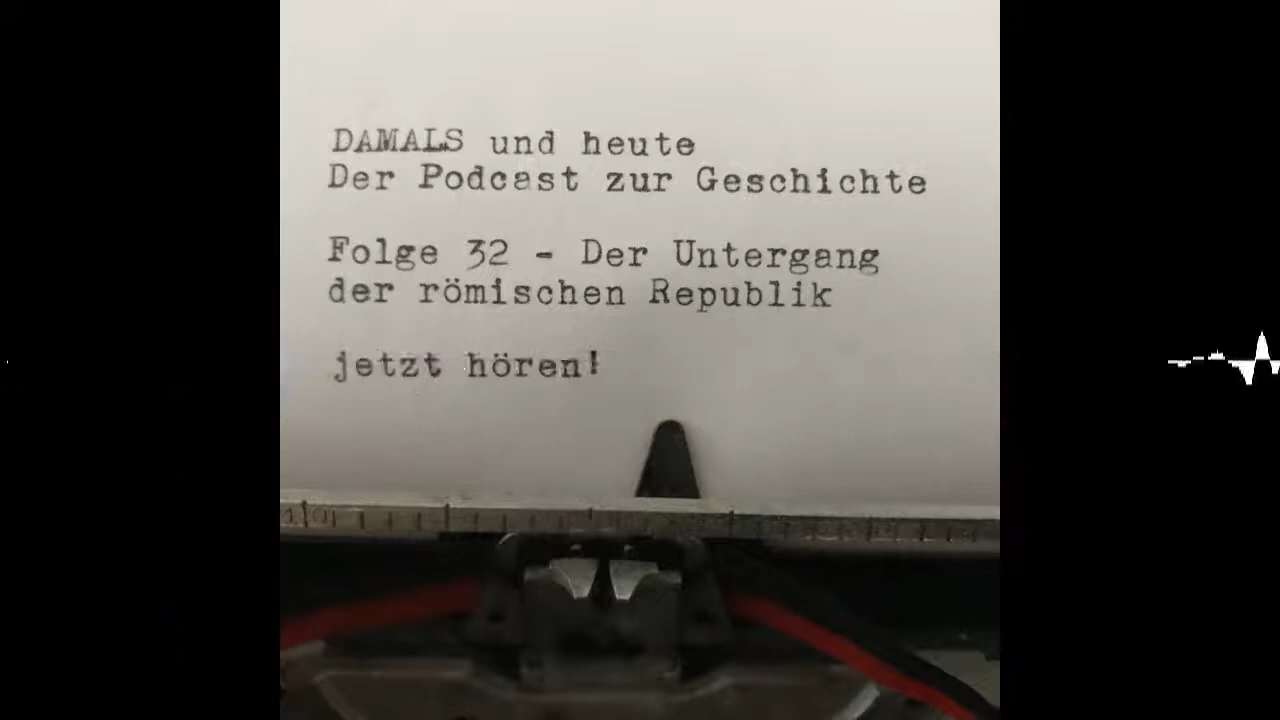 DAMALS und heute
Der Podcast zur Geschichte
Folge 32 - Der Untergang
der römischen Republik
jetzt hören!